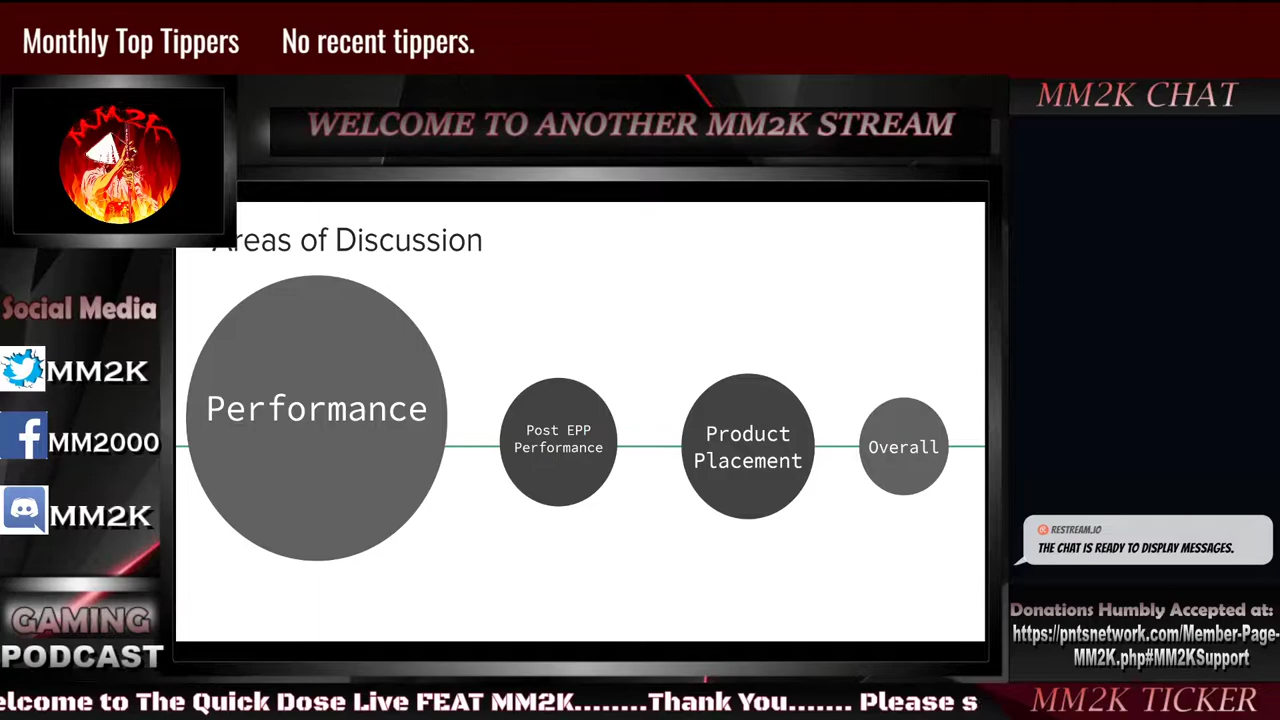 Monthly Top Tippers No recent tippers.
MM2K
WELCOME TO ANOTHER MM2K STREAM
MM2K CHAT
Areas of Discussion
Performance
Post EPP
Performance
Product
Placement
Overall
Social Media
MM2K
MM2000
MM2K
GAMING
PODCAST
RESTREAM.IO
THE CHAT IS READY TO DISPLAY MESSAGES.
Donations Humbly Accepted at:
https://pntsnetwork.com/Member-Page-
MM2K.php#MM2KSupport
elcome to The Quick Dose Live FEAT MM2K........Thank You....... Please s
MM2K TICKER